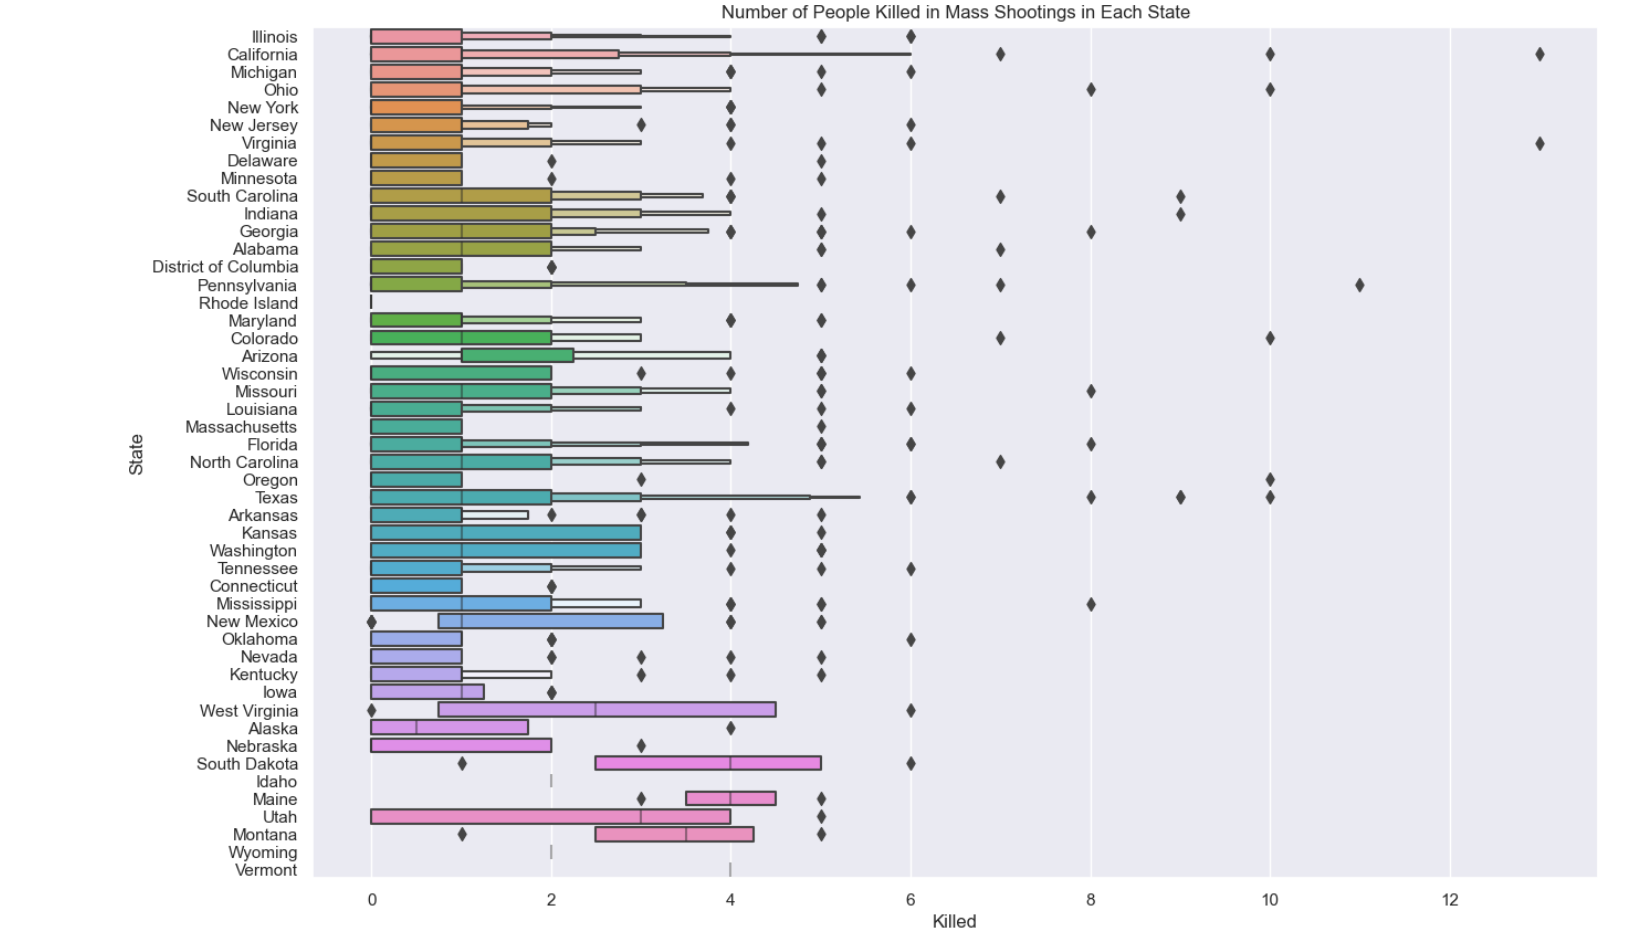 Number of People Killed in Mass Shootings in Each State
Illinois
California
Michigan
Ohio
New York
New Jersey
Virginia
Delaware
Minnesota
South Carolina
Indiana
Georgia
Alabama
District of Columbia
Pennsylvania
Rhode Island
Maryland
Colorado
Arizona
Wisconsin
Missouri
Louisiana
Massachusetts
Florida
North Carolina
Oregon
Texas
Arkansas
Kansas
Washington
Tennessee
Connecticut
Mississippi
New Mexico
Oklahoma
Nevada
Kentucky
Iowa
West Virginia
Alaska
Nebraska
South Dakota
Idaho
Maine
Utah
Montana
Wyoming
Vermont
State
0 2 4 6 8 10 12
Killed